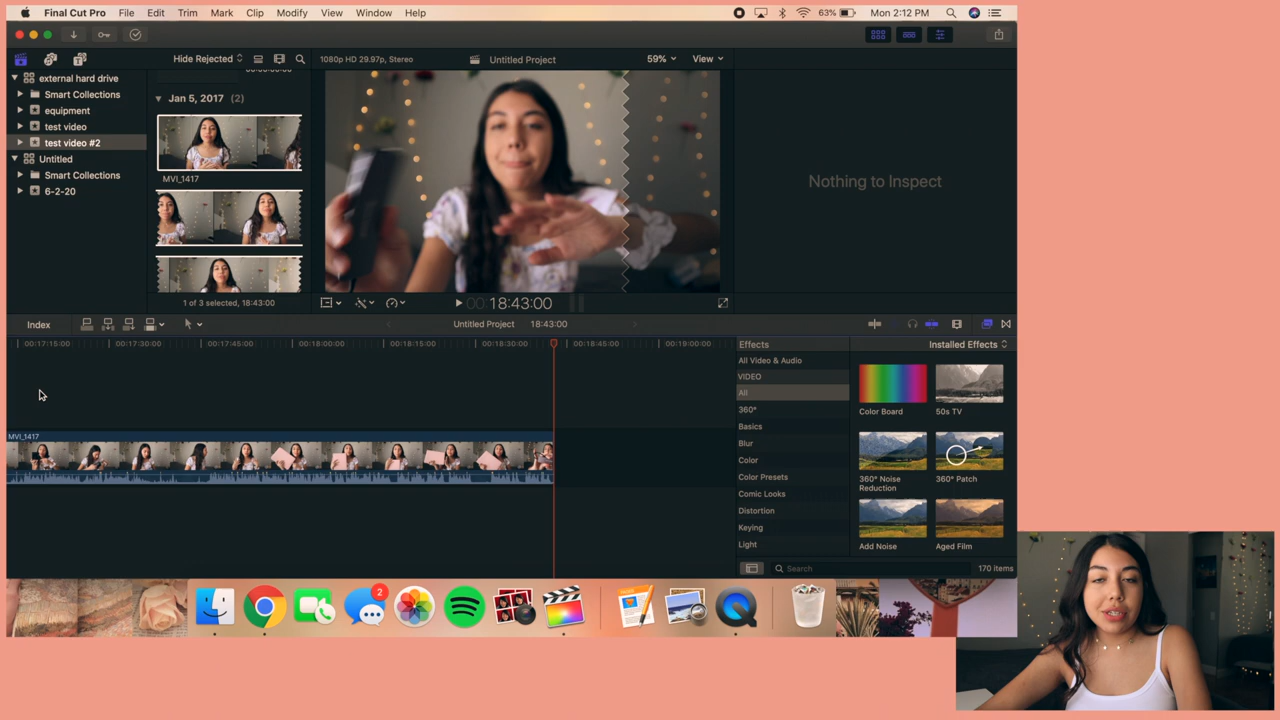 Final Cut Pro File Edit Trim Mark Clip Modify View Window Help 63% Mon 2:12 PM
Hide Rejected
1080p HD 29.97p, Stereo Untitled Project 59% View
external hard drive
Smart Collections
equipment
test video
test video #2
Untitled
Smart Collections
6-2-20
Jan 5, 2017 (2)
MVI_1417
1 of 3 selected, 18:43:00
00:18:43:00
Nothing to Inspect
Index Untitled Project 18:43:00
00:17:15:00 00:17:30:00 00:17:45:00 00:18:00:00 00:18:15:00 00:18:30:00 00:18:45:00 00:19:00:00
MVI_1417
Effects Installed Effects
All Video & Audio
VIDEO
All
360°
Basics
Blur
Color
Color Presets
Comic Looks
Distortion
Keying
Light
Color Board 50s TV
360° Noise Reduction 360° Patch
Add Noise Aged Film
Search 170 items
2